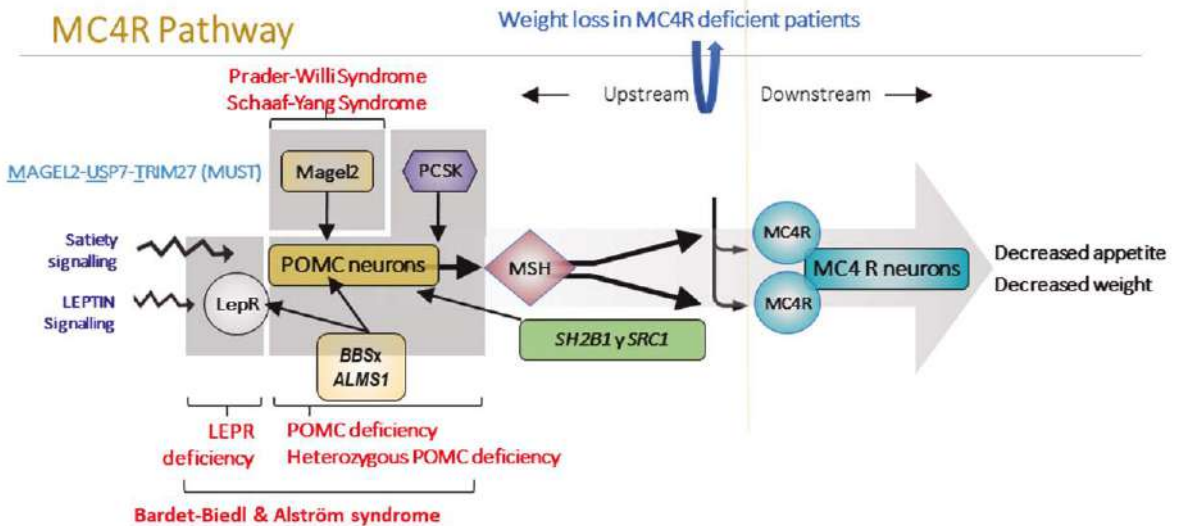 MC4R Pathway
Weight loss in MC4R deficient patients
Prader-Willi Syndrome
Schaaf-Yang Syndrome
Upstream
Downstream
MAGEL2-USP7-TRIM27 (MUST)
Magel2
PCSK
Satiety
signalling
POMC neurons
MSH
MC4R
MC4 R neurons
Decreased appetite
Decreased weight
LEPTIN
Signalling
LepR
MC4R
SH2B1 y SRC1
BBSx
ALMS1
LEPR
deficiency
POMC deficiency
Heterozygous POMC deficiency
Bardet-Biedl & Alström syndrome